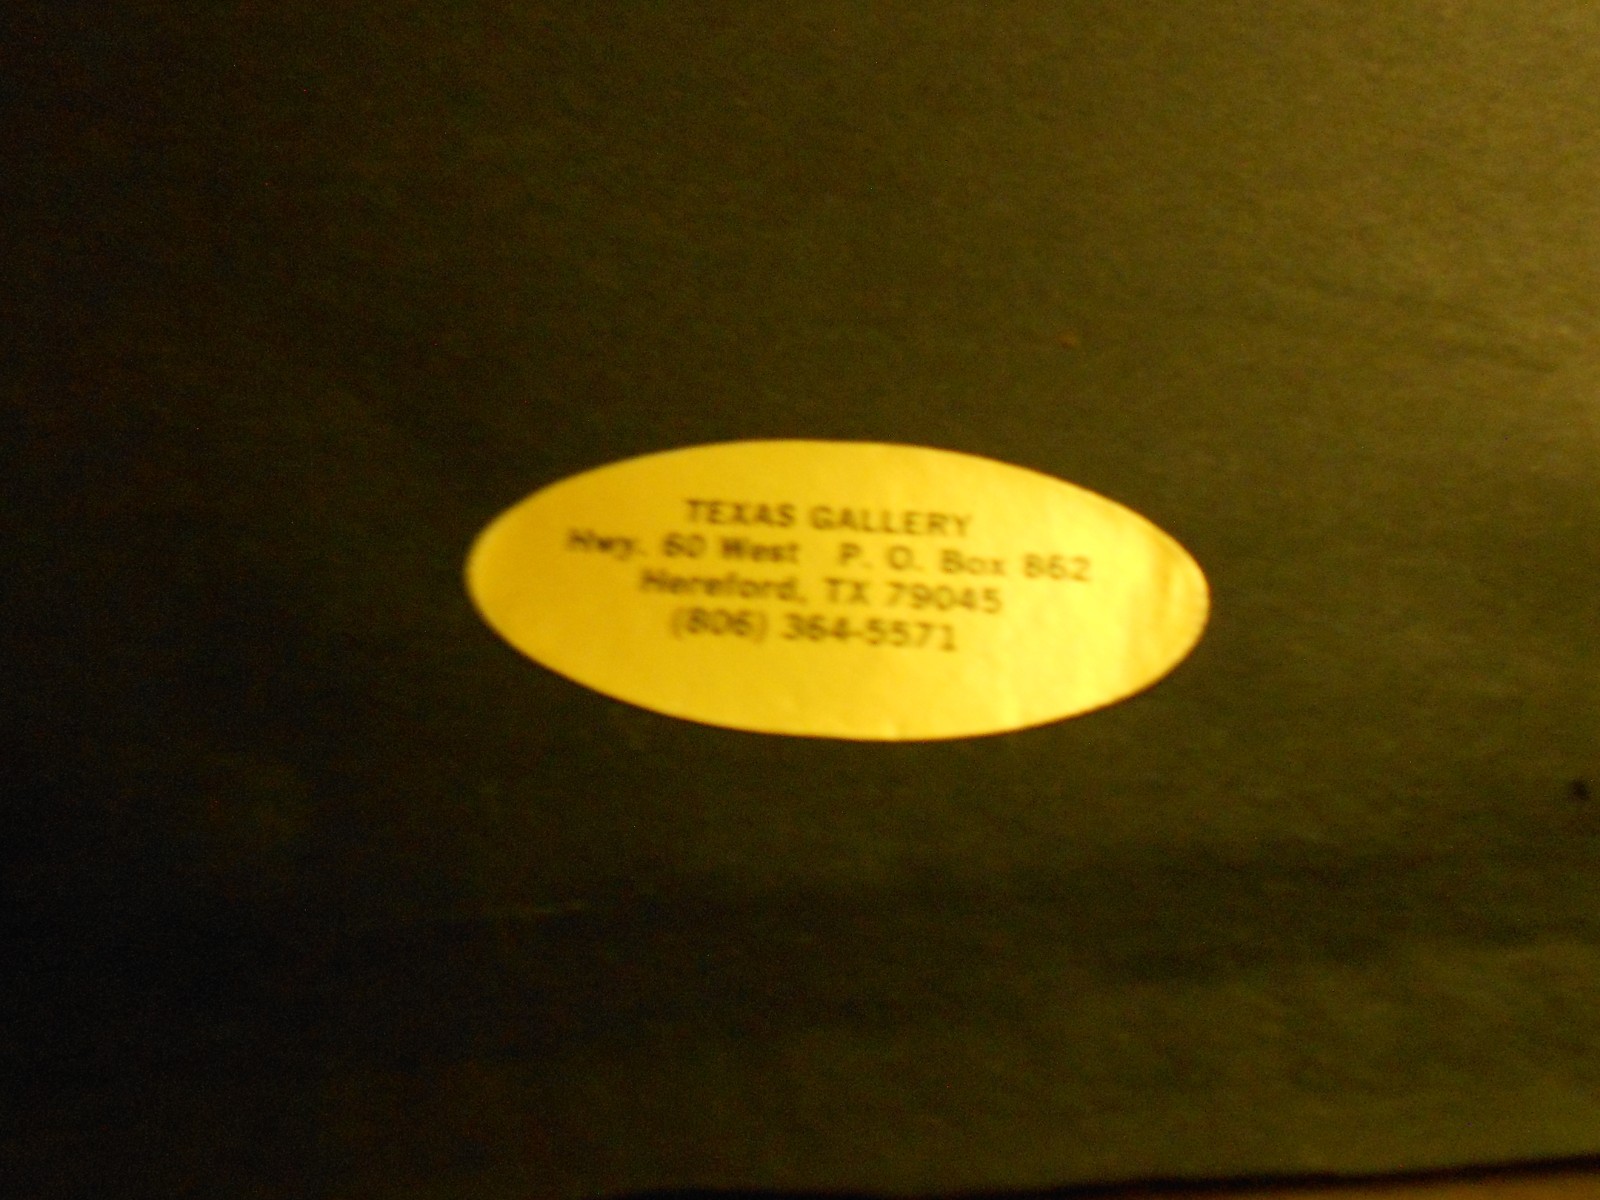 TEXAS GALLERY
Hwy. 60 West P. O. Box 862
Hereford, TX 79045
(806) 364-5571